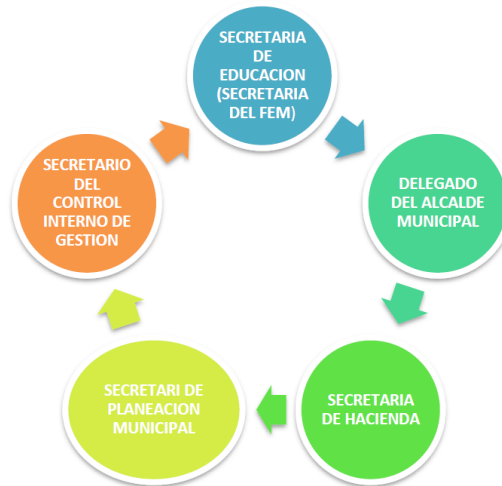 SECRETARIA
DE
EDUCACION
(SECRETARIA
DEL FEM)
DELEGADO
DEL ALCALDE
MUNICIPAL
SECRETARIA
DE HACIENDA
SECRETARI DE
PLANEACION
MUNICIPAL
SECRETARIO
DEL
CONTROL
INTERNO DE
GESTION